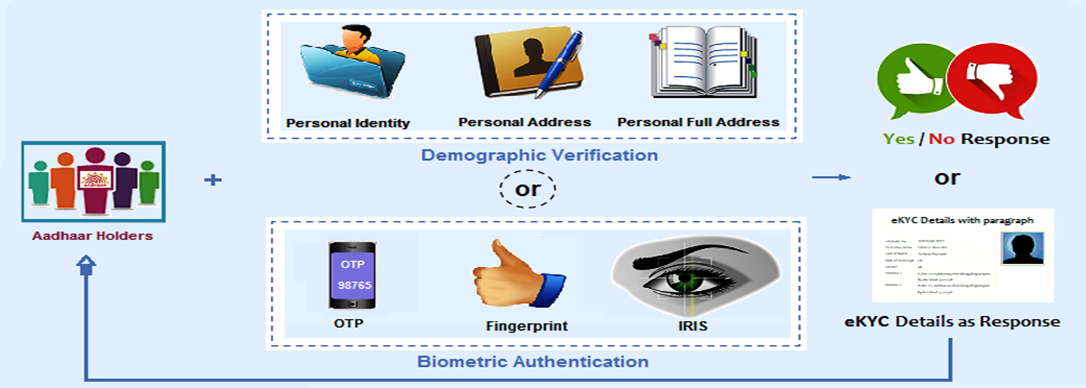 Personal Identity
Personal Address
Personal Full Address
Demographic Verification
AADHAAR
Aadhaar Holders
+
or
OTP
98765
OTP
Fingerprint
IRIS
Biometric Authentication
Yes / No Response
or
eKYC Details with paragraph
eKYC Details as Response